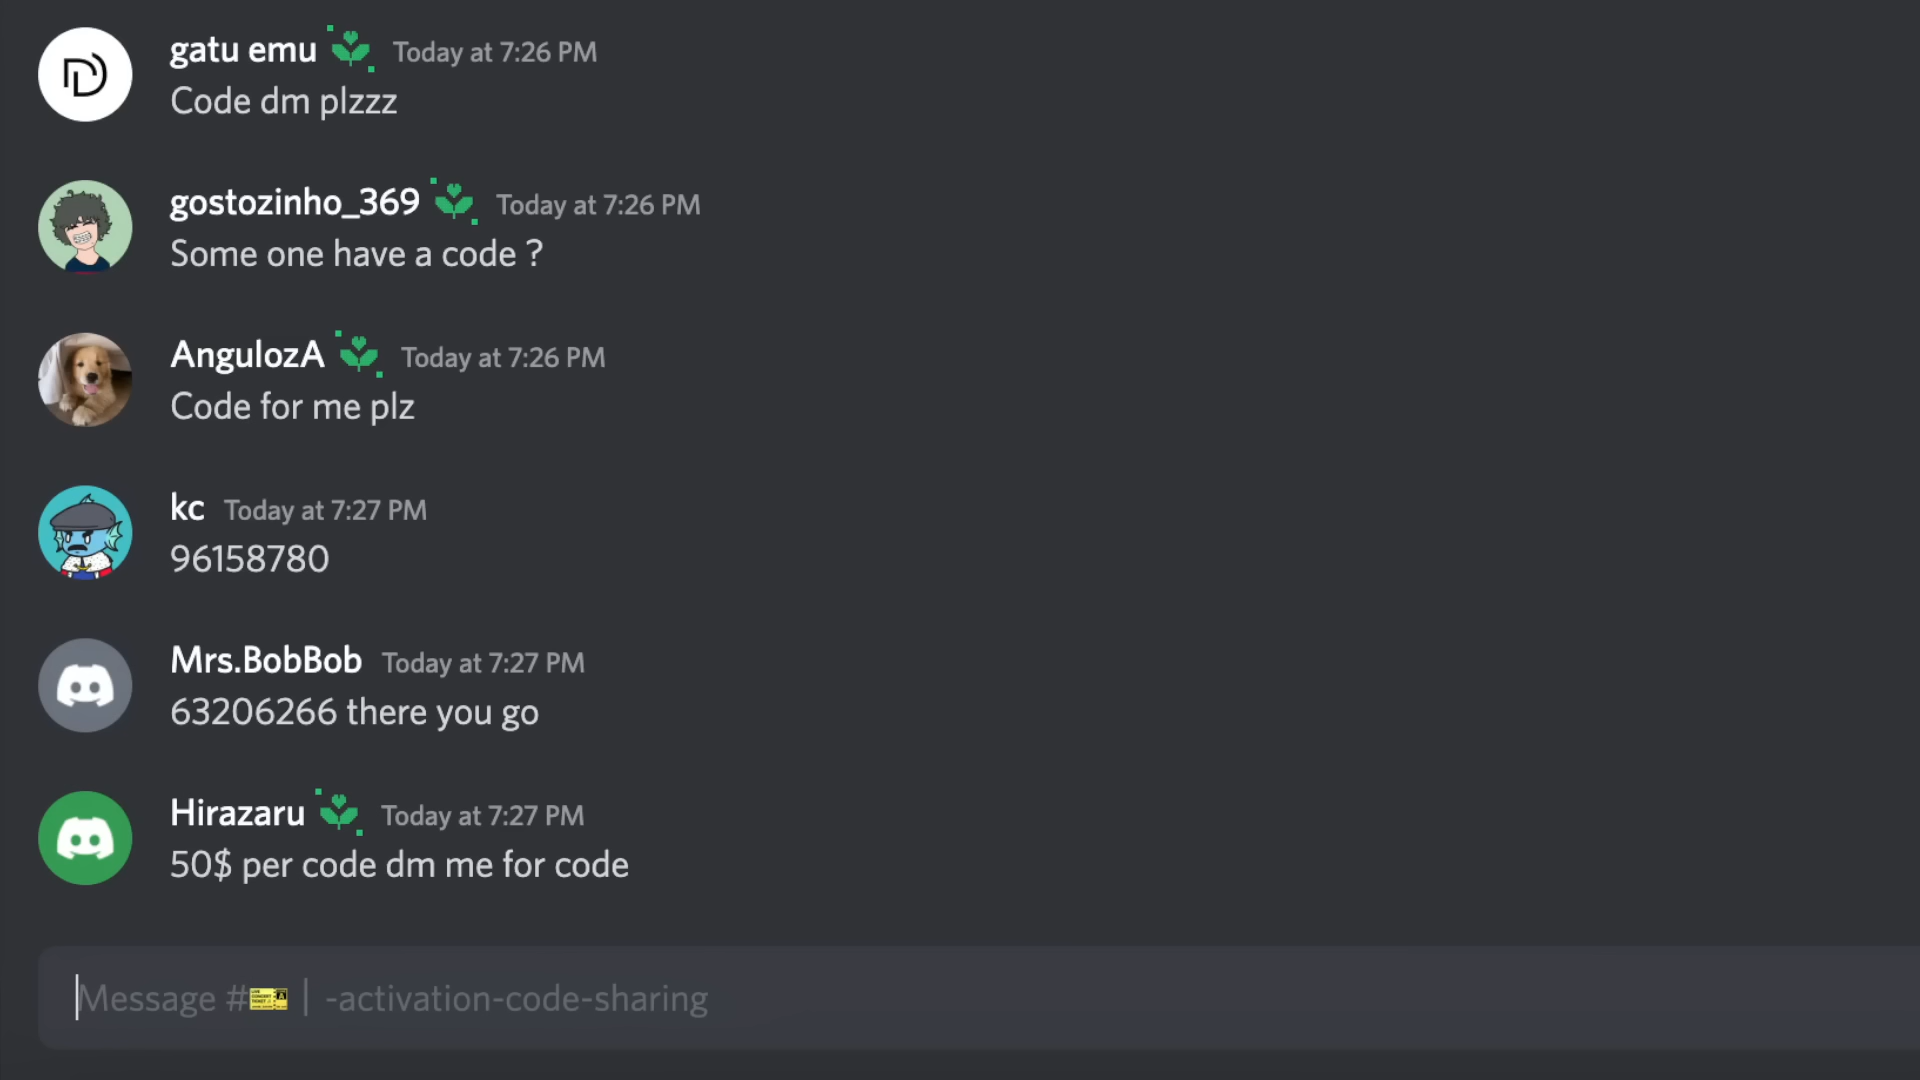 gatu emu Today at 7:26 PM
Code dm plzzz
gostozinho_369 Today at 7:26 PM
Some one have a code ?
AngulozA Today at 7:26 PM
Code for me plz
kc Today at 7:27 PM
96158780
Mrs.BobBob Today at 7:27 PM
63206266 there you go
Hirazaru Today at 7:27 PM
50$ per code dm me for code
Message #🎫 | -activation-code-sharing